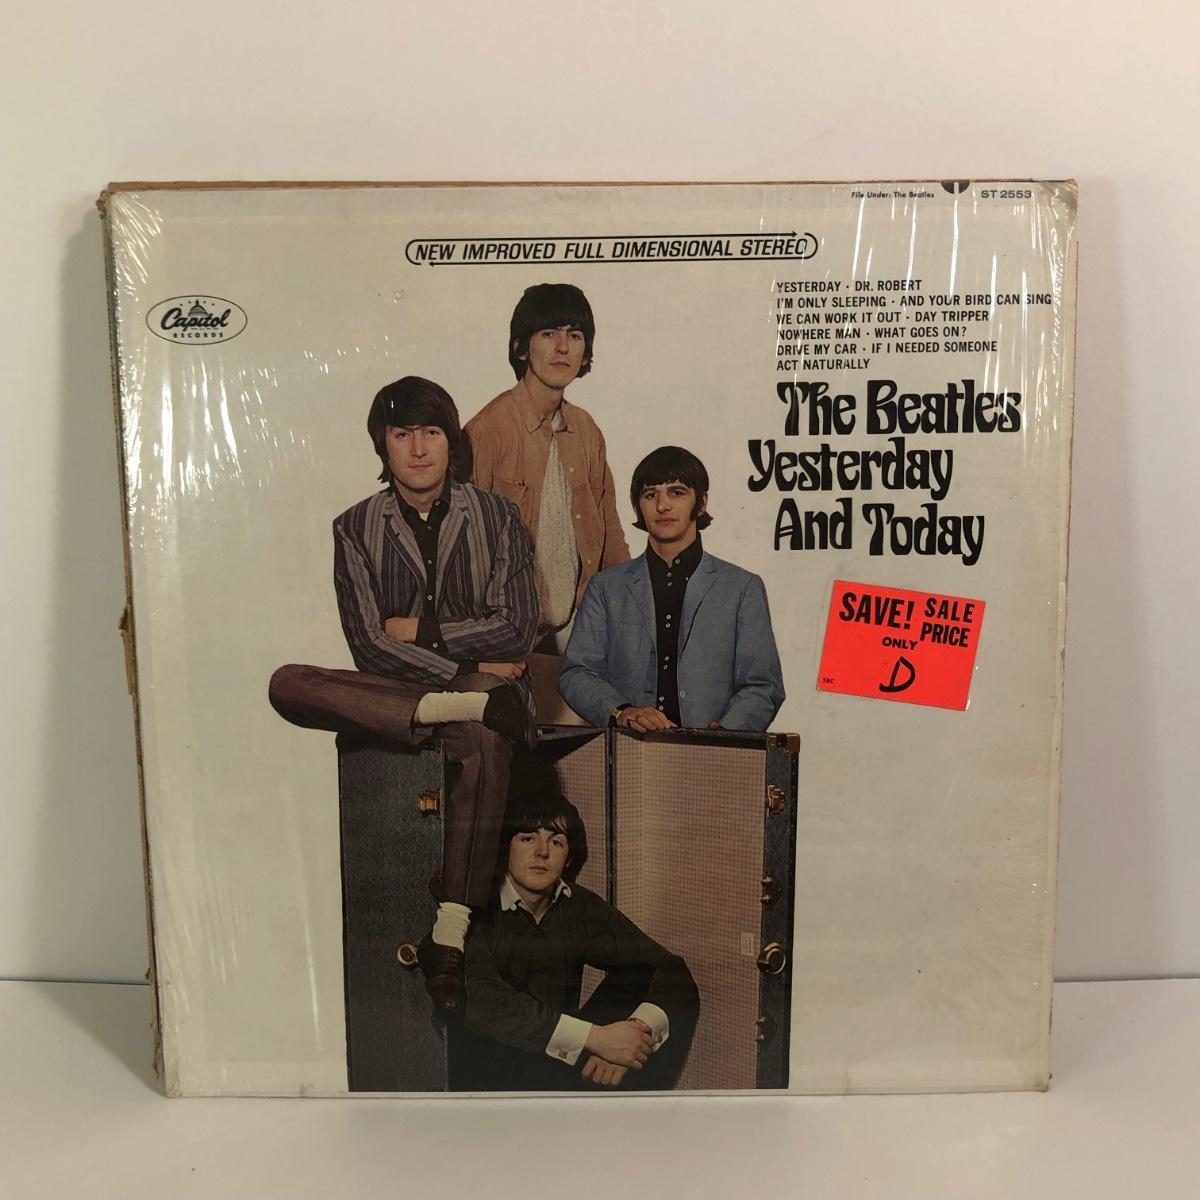 File Under: The Beatles
ST 2553
NEW IMPROVED FULL DIMENSIONAL STEREO
Capitol
RECORDS
YESTERDAY · DR. ROBERT
I'M ONLY SLEEPING · AND YOUR BIRD CAN SING
WE CAN WORK IT OUT · DAY TRIPPER
NOWHERE MAN · WHAT GOES ON?
DRIVE MY CAR · IF I NEEDED SOMEONE
ACT NATURALLY
The Beatles
Yesterday
And Today
SAVE! SALE
ONLY PRICE
D